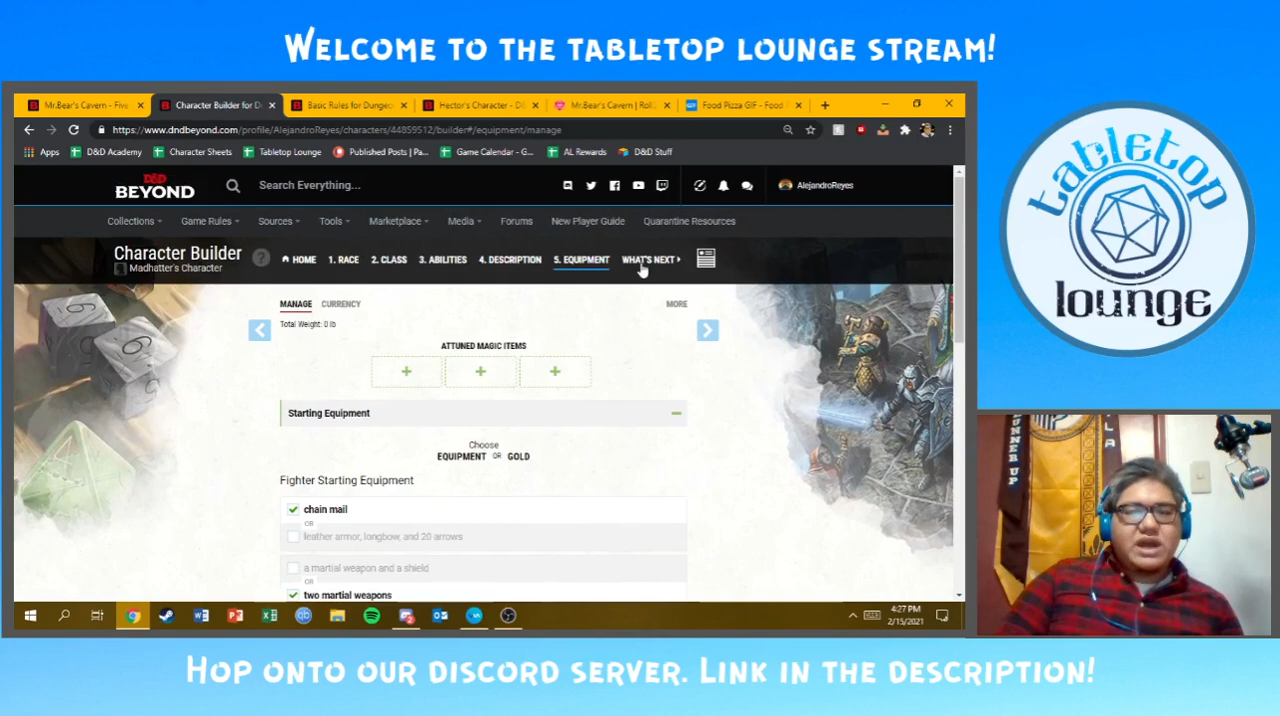 Welcome to the tabletop lounge stream!
Mr.Bear's Cavern - Five
Character Builder for D
Basic Rules for Dungeo
Hector's Character - D
Mr.Bear's Cavern | Roll
Food Pizza GIF - Food
https://www.dndbeyond.com/profile/AlejandroReyes/characters/44859512/builder#/equipment/manage
Apps D&D Academy Character Sheets Tabletop Lounge Published Posts | Pa... Game Calendar - G... AL Rewards D&D Stuff
D&D
BEYOND
Search Everything...
AlejandroReyes
Collections Game Rules Sources Tools Marketplace Media Forums New Player Guide Quarantine Resources
Character Builder
?
Madhatter's Character
HOME 1. RACE 2. CLASS 3. ABILITIES 4. DESCRIPTION 5. EQUIPMENT WHAT'S NEXT
MANAGE CURRENCY MORE
Total Weight: 0 lb
ATTUNED MAGIC ITEMS
Starting Equipment
Choose
EQUIPMENT OR GOLD
Fighter Starting Equipment
chain mail
OR
leather armor, longbow, and 20 arrows
a martial weapon and a shield
OR
two martial weapons
4:27 PM
2/15/2021
tabletop
lounge
Hop onto our discord server. Link in the description!